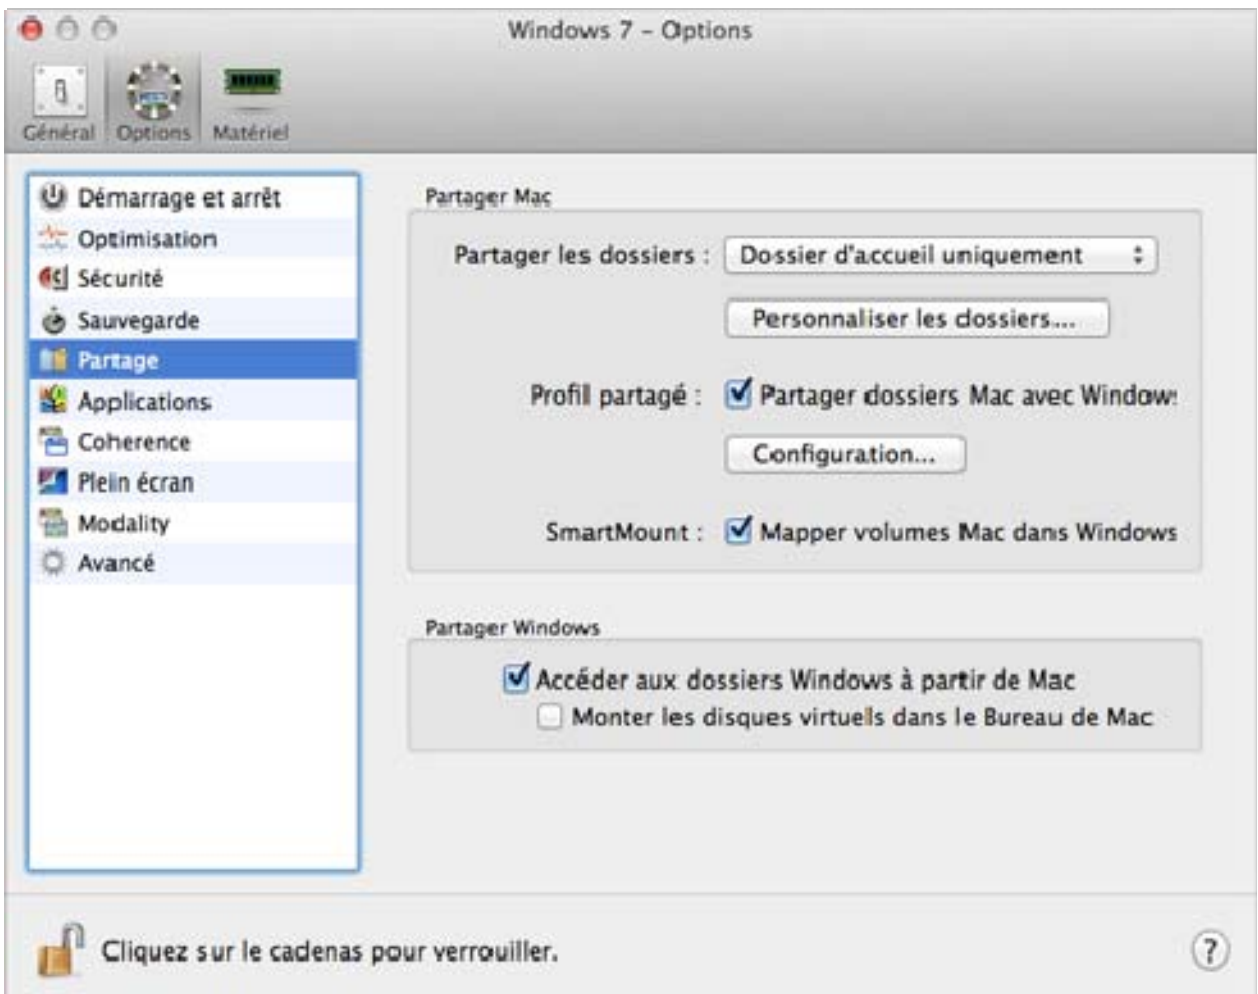 Windows 7 – Options
Général Options Matériel
Démarrage et arrêt
Optimisation
Sécurité
Sauvegarde
Partage
Applications
Coherence
Plein écran
Modality
Avancé
Partager Mac
Partager les dossiers : Dossier d'accueil uniquement
Personnaliser les dossiers...
Profil partagé : Partager dossiers Mac avec Window
Configuration...
SmartMount : Mapper volumes Mac dans Windows
Partager Windows
Accéder aux dossiers Windows à partir de Mac
Monter les disques virtuels dans le Bureau de Mac
Cliquez sur le cadenas pour verrouiller.
?